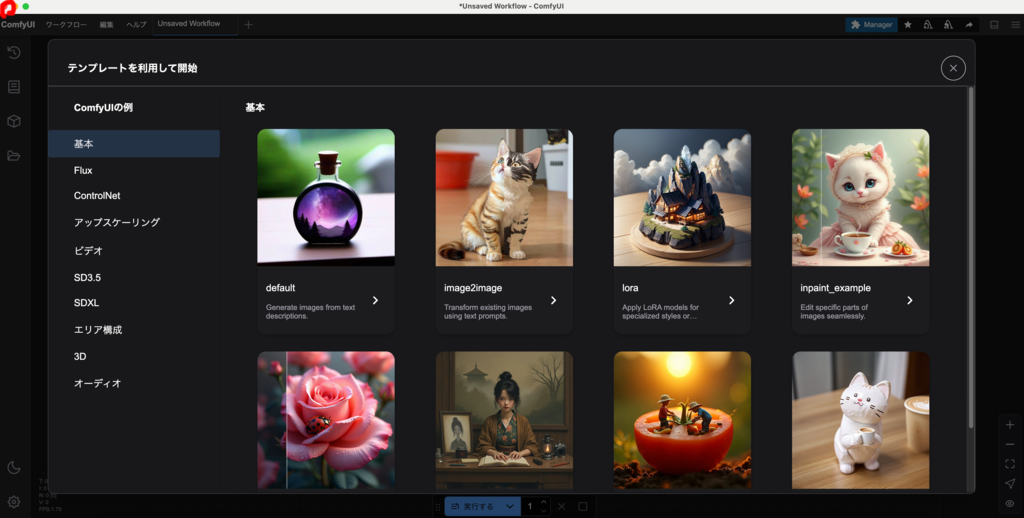 *Unsaved Workflow - ComfyUI
ComfyUI ワークフロー 編集 ヘルプ Unsaved Workflow
Manager
テンプレートを利用して開始
ComfyUIの例
基本
Flux
ControlNet
アップスケーリング
ビデオ
SD3.5
SDXL
エリア構成
3D
オーディオ
基本
default
Generate images from text
descriptions.
image2image
Transform existing images
using text prompts.
lora
Apply LoRA models for
specialized styles or…
inpaint_example
Edit specific parts of
images seamlessly.
実行する
1